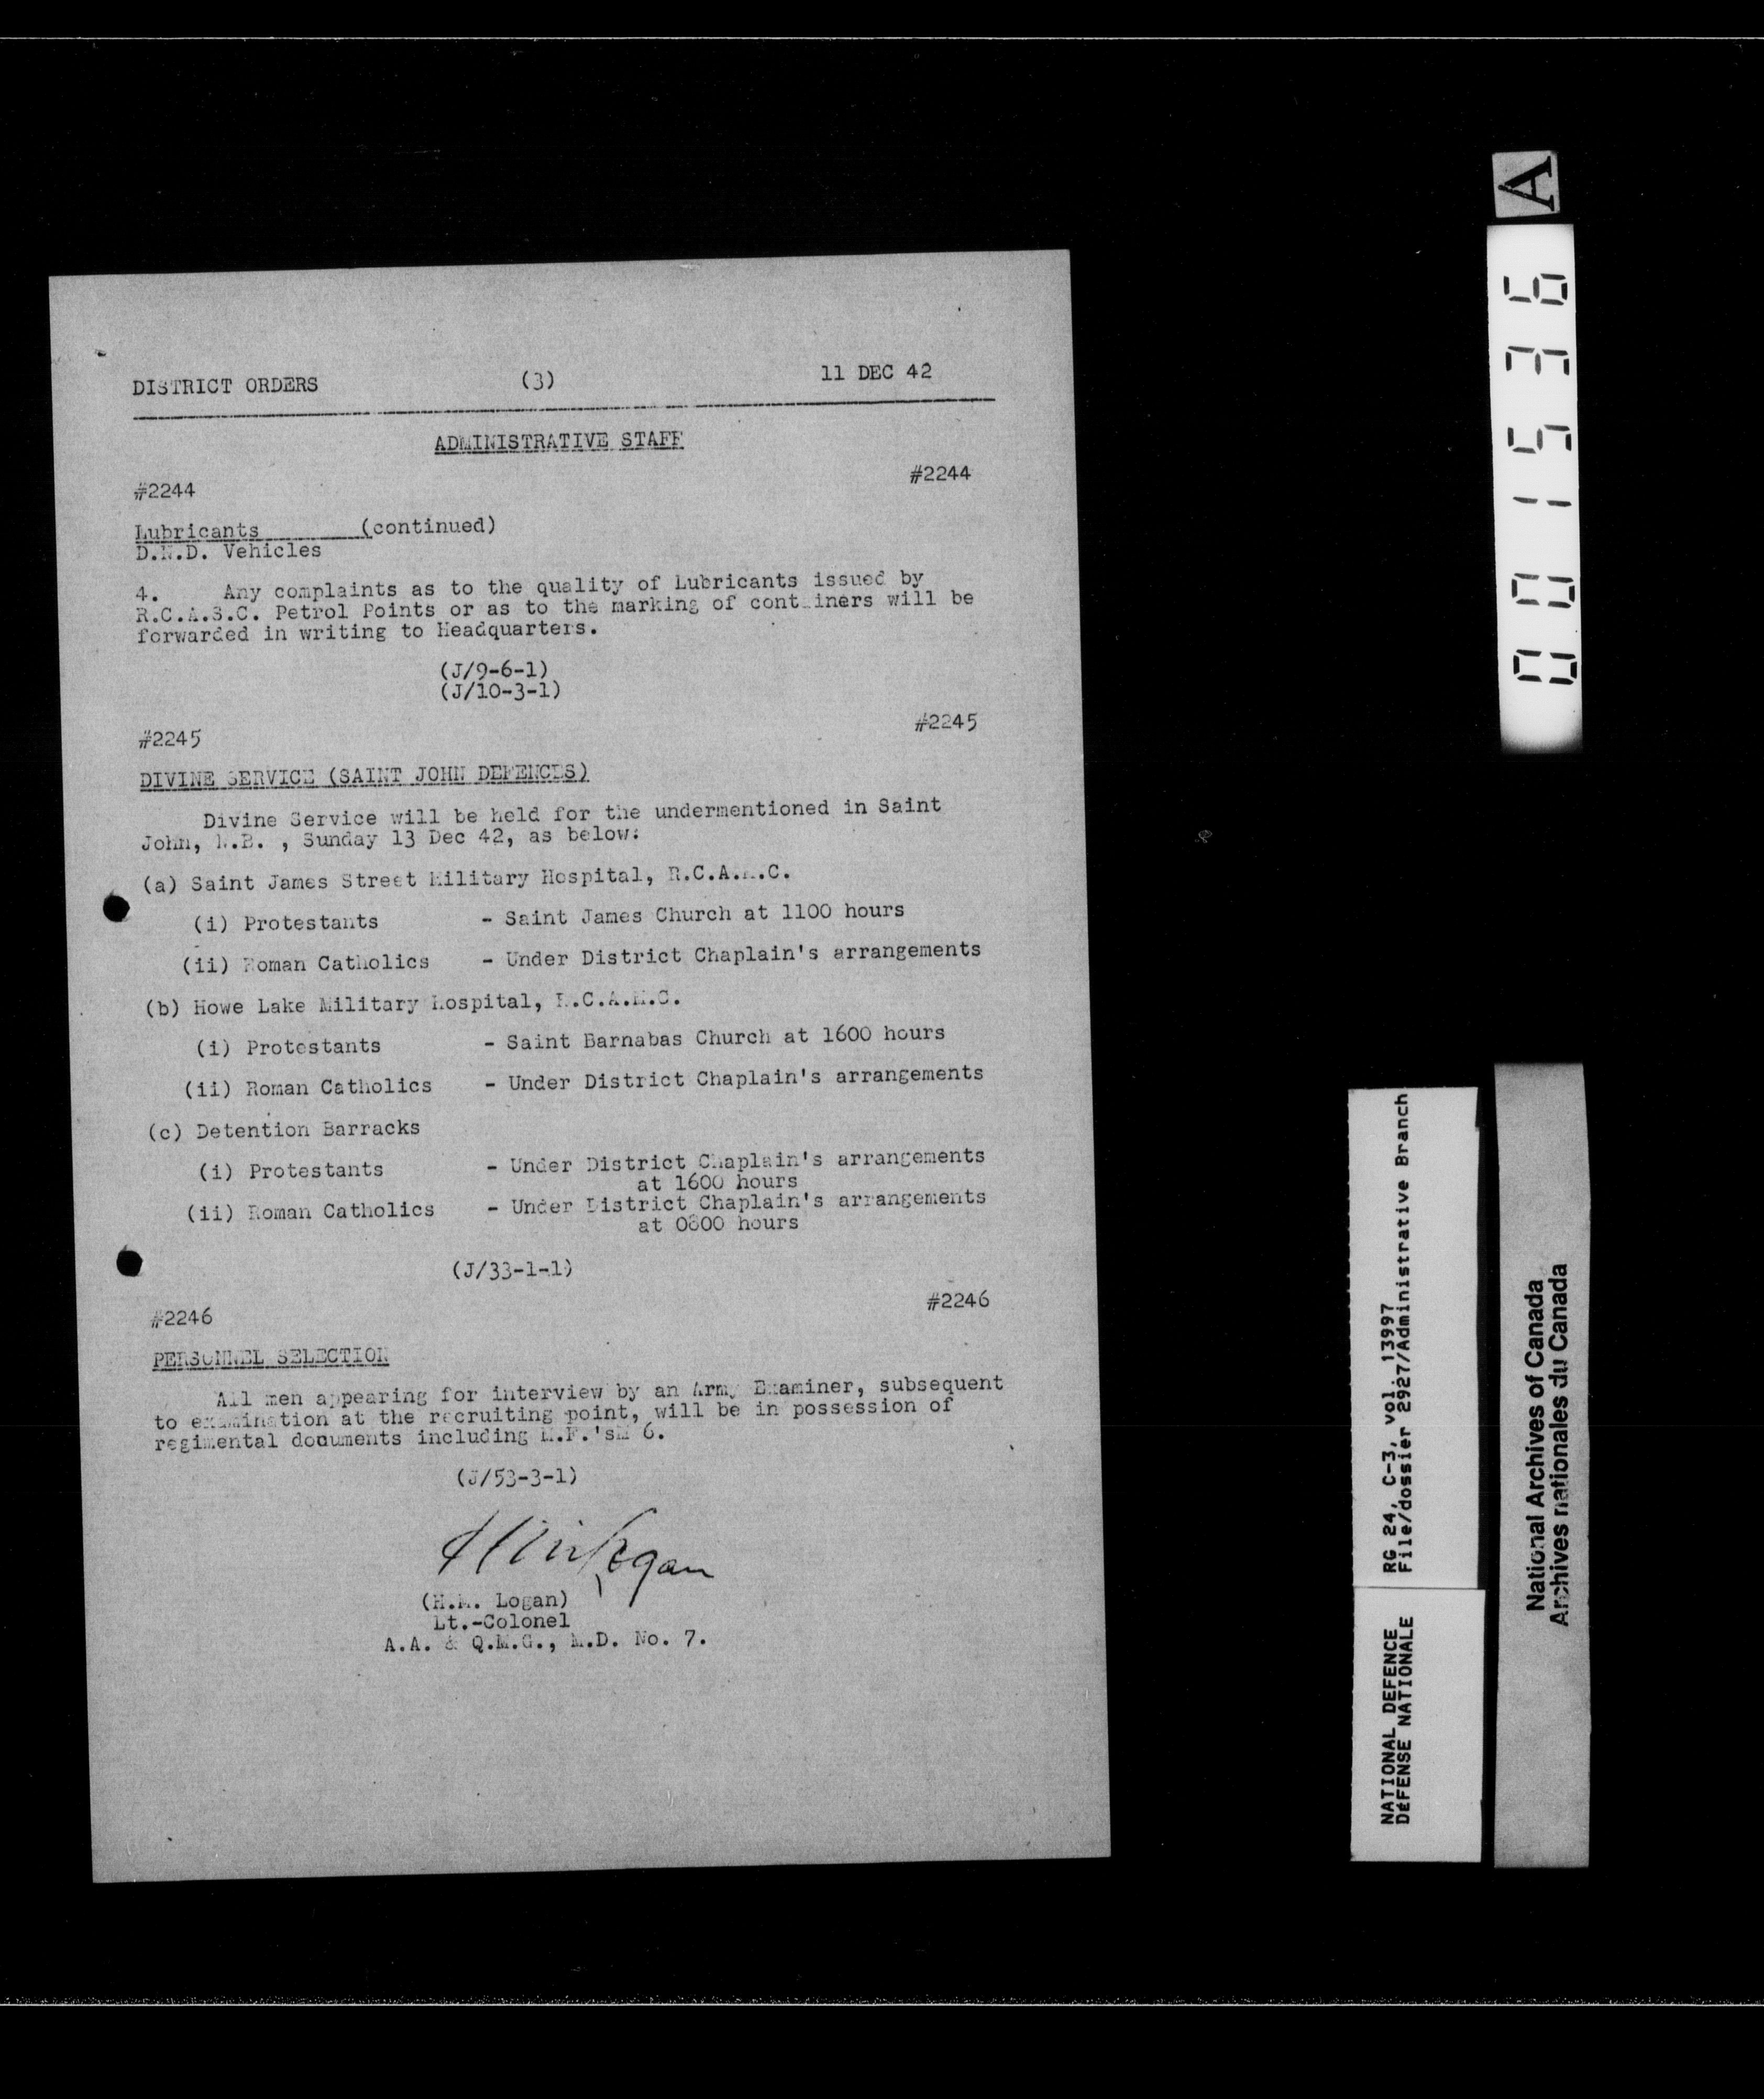 DISTRICT ORDERS (3) 11 DEC 42
ADMINISTRATIVE STAFF
#2244 #2244
Lubricants (continued)
D.N.D. Vehicles
4. Any complaints as to the quality of Lubricants issued by
R.C.A.S.C. Petrol Points or as to the marking of containers will be
forwarded in writing to Headquarters.
(J/9-6-1)
(J/10-3-1)
#2245 #2245
DIVINE SERVICE (SAINT JOHN DEFENCES)
Divine Service will be held for the undermentioned in Saint
John, N.B. , Sunday 13 Dec 42, as below:
(a) Saint James Street Military Hospital, R.C.A.M.C.
(i) Protestants - Saint James Church at 1100 hours
(ii) Roman Catholics - Under District Chaplain's arrangements
(b) Howe Lake Military Hospital, R.C.A.M.C.
(i) Protestants - Saint Barnabas Church at 1600 hours
(ii) Roman Catholics - Under District Chaplain's arrangements
(c) Detention Barracks
(i) Protestants - Under District Chaplain's arrangements
at 1600 hours
(ii) Roman Catholics - Under District Chaplain's arrangements
at 0800 hours
(J/33-1-1)
#2246 #2246
PERSONNEL SELECTION
All men appearing for interview by an Army Examiner, subsequent
to examination at the recruiting point, will be in possession of
regimental documents including M.F.'sM 6.
(J/53-3-1)
(H.M. Logan)
Lt.-Colonel
A.A. & Q.M.G., M.D. No. 7.
A
001536
RG 24, C-3, vol. 13997
File/dossier 2927/Administrative Branch
NATIONAL DEFENCE
DÉFENSE NATIONALE
National Archives of Canada
Archives nationales du Canada